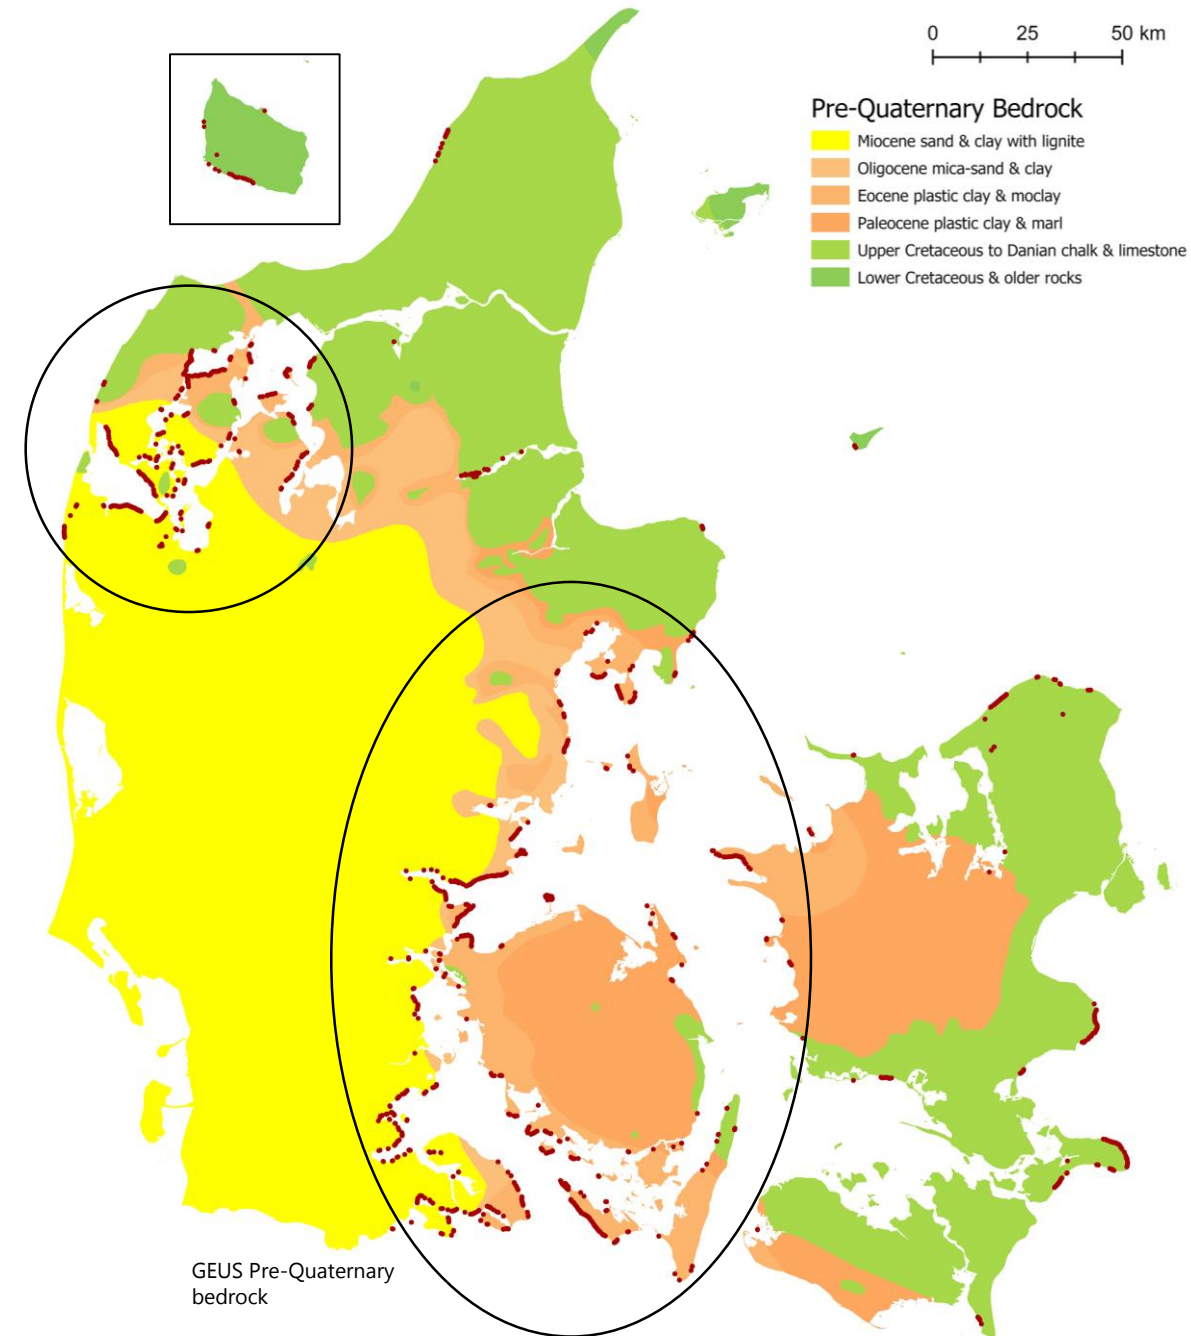 0 25 50 km
Pre-Quaternary Bedrock
Miocene sand & clay with lignite
Oligocene mica-sand & clay
Eocene plastic clay & moclay
Paleocene plastic clay & marl
Upper Cretaceous to Danian chalk & limestone
Lower Cretaceous & older rocks
GEUS Pre-Quaternary
bedrock